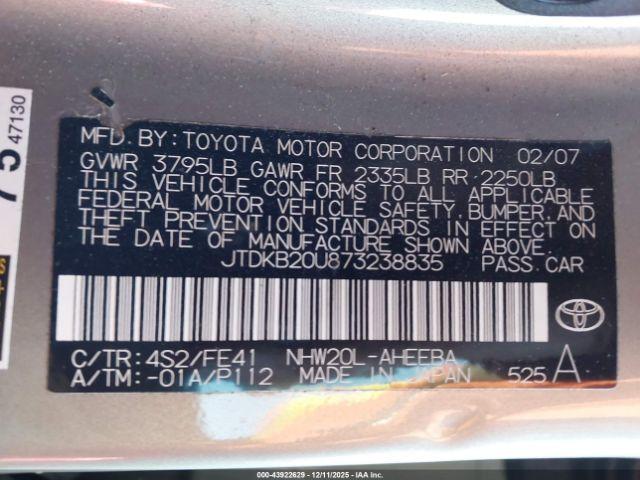 75
47130
MFD. BY: TOYOTA MOTOR CORPORATION 02/07
GVWR 3795LB GAWR FR 2335LB RR 2250LB
THIS VEHICLE CONFORMS TO ALL APPLICABLE
FEDERAL MOTOR VEHICLE SAFETY, BUMPER, AND
THEFT PREVENTION STANDARDS IN EFFECT ON
THE DATE OF MANUFACTURE SHOWN ABOVE.
JTDKB20U873238835 PASS. CAR
C/TR: 4S2/FE41 NHW20L-AHEEBA
A/TM: -01A/P112 MADE IN JAPAN 525 A
TOYOTA
000-43922629 - 12/11/2025 - IAA Inc.